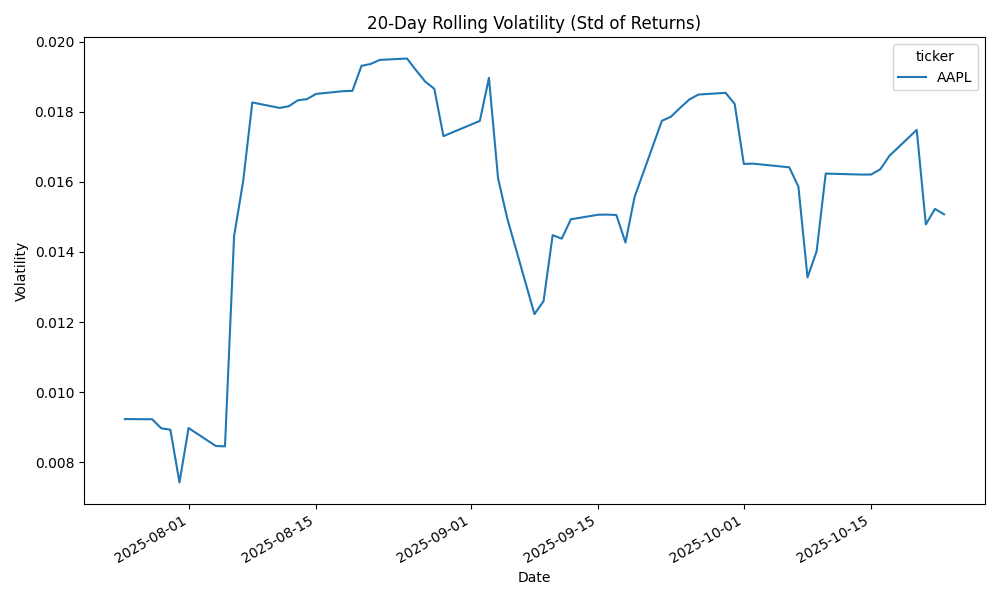 20-Day Rolling Volatility (Std of Returns)
ticker
AAPL
Volatility
0.020
0.018
0.016
0.014
0.012
0.010
0.008
2025-08-01
2025-08-15
2025-09-01
2025-09-15
2025-10-01
2025-10-15
Date